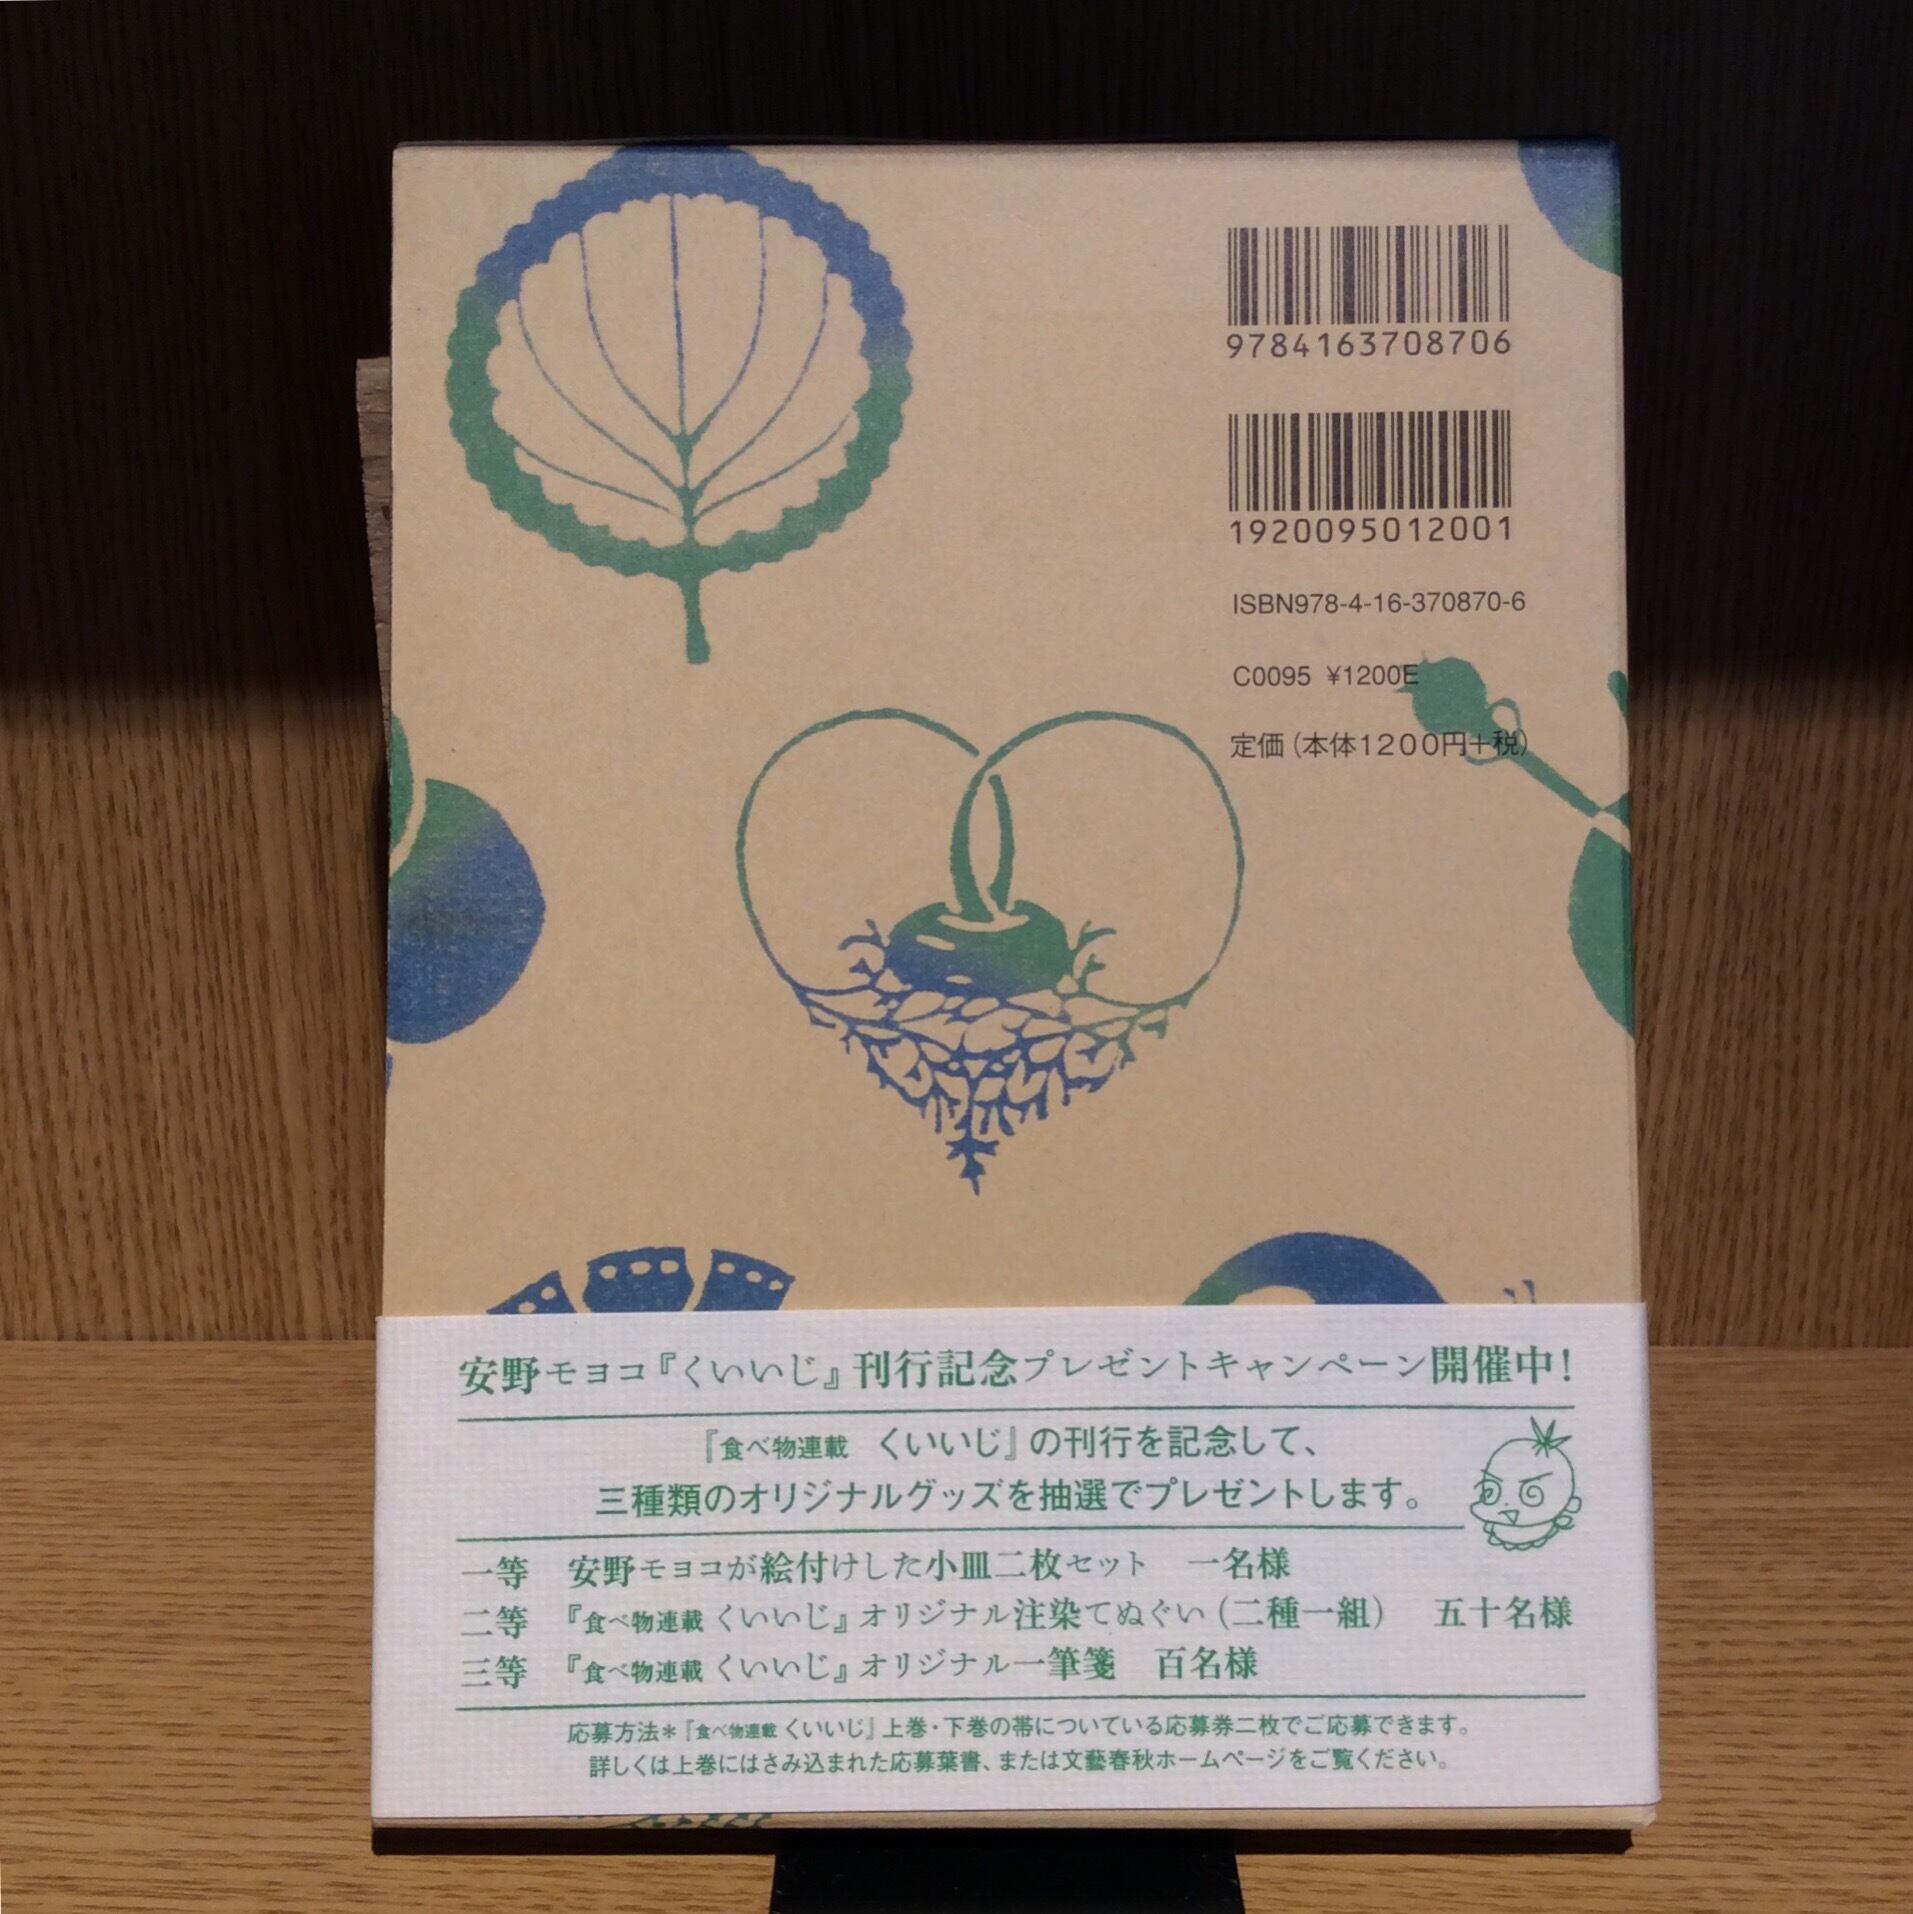 9784163708706
1920095012001
ISBN978-4-16-370870-6
C0095 ¥1200E
定価（本体1200円＋税）
安野モヨコ『くいいじ』刊行記念プレゼントキャンペーン開催中！
『食べ物連載 くいいじ』の刊行を記念して、
三種類のオリジナルグッズを抽選でプレゼントします。
一等 安野モヨコが絵付けした小皿二枚セット 一名様
二等 『食べ物連載 くいいじ』オリジナル注染てぬぐい（二種一組） 五十名様
三等 『食べ物連載 くいいじ』オリジナル一筆箋 百名様
応募方法＊『食べ物連載 くいいじ』上巻・下巻の帯についている応募券二枚でご応募できます。
詳しくは上巻にはさみ込まれた応募葉書、または文藝春秋ホームページをご覧ください。